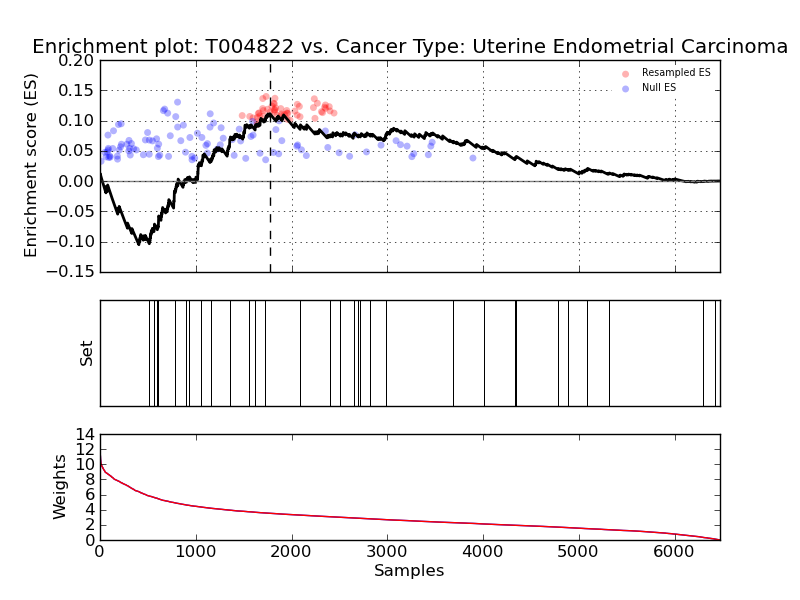 Enrichment plot: T004822 vs. Cancer Type: Uterine Endometrial Carcinoma
0.20
0.15
0.10
0.05
0.00
−0.05
−0.10
−0.15
Enrichment score (ES)
Resampled ES
Null ES
Set
14
12
10
8
6
4
2
0
Weights
0 1000 2000 3000 4000 5000 6000
Samples